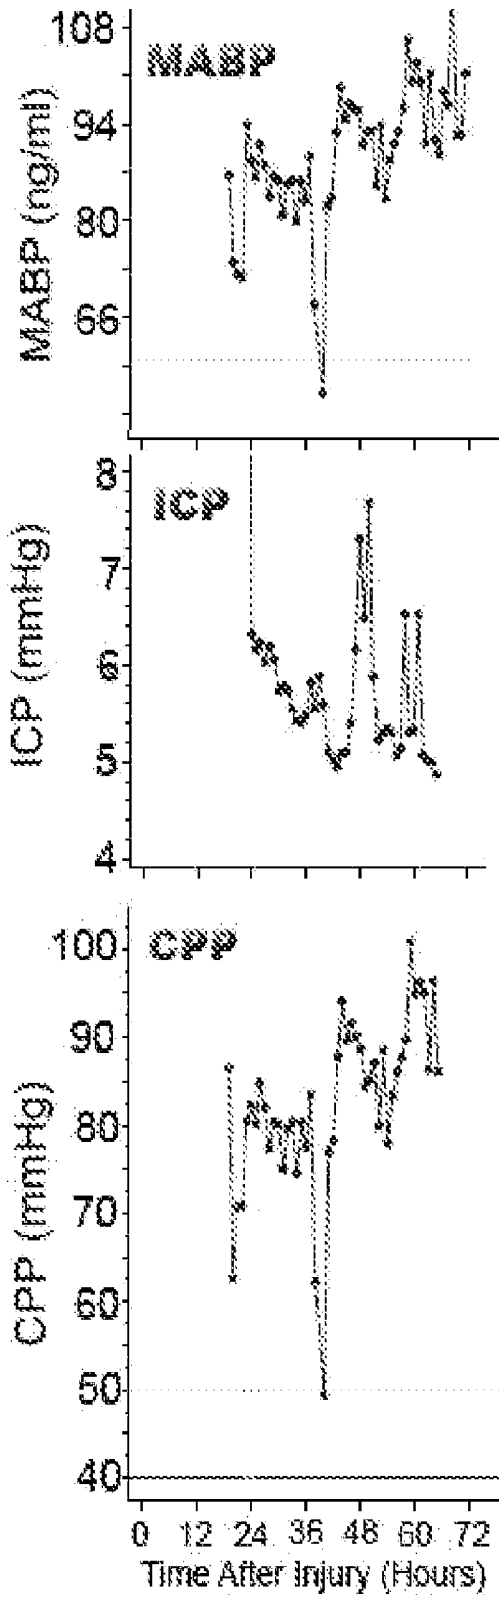 MABP
MABP (ng/ml)
108
94
80
66
ICP
ICP (mmHg)
8
7
6
5
4
CPP
CPP (mmHg)
100
90
80
70
60
50
40
0 12 24 36 48 60 72
Time After Injury (Hours)